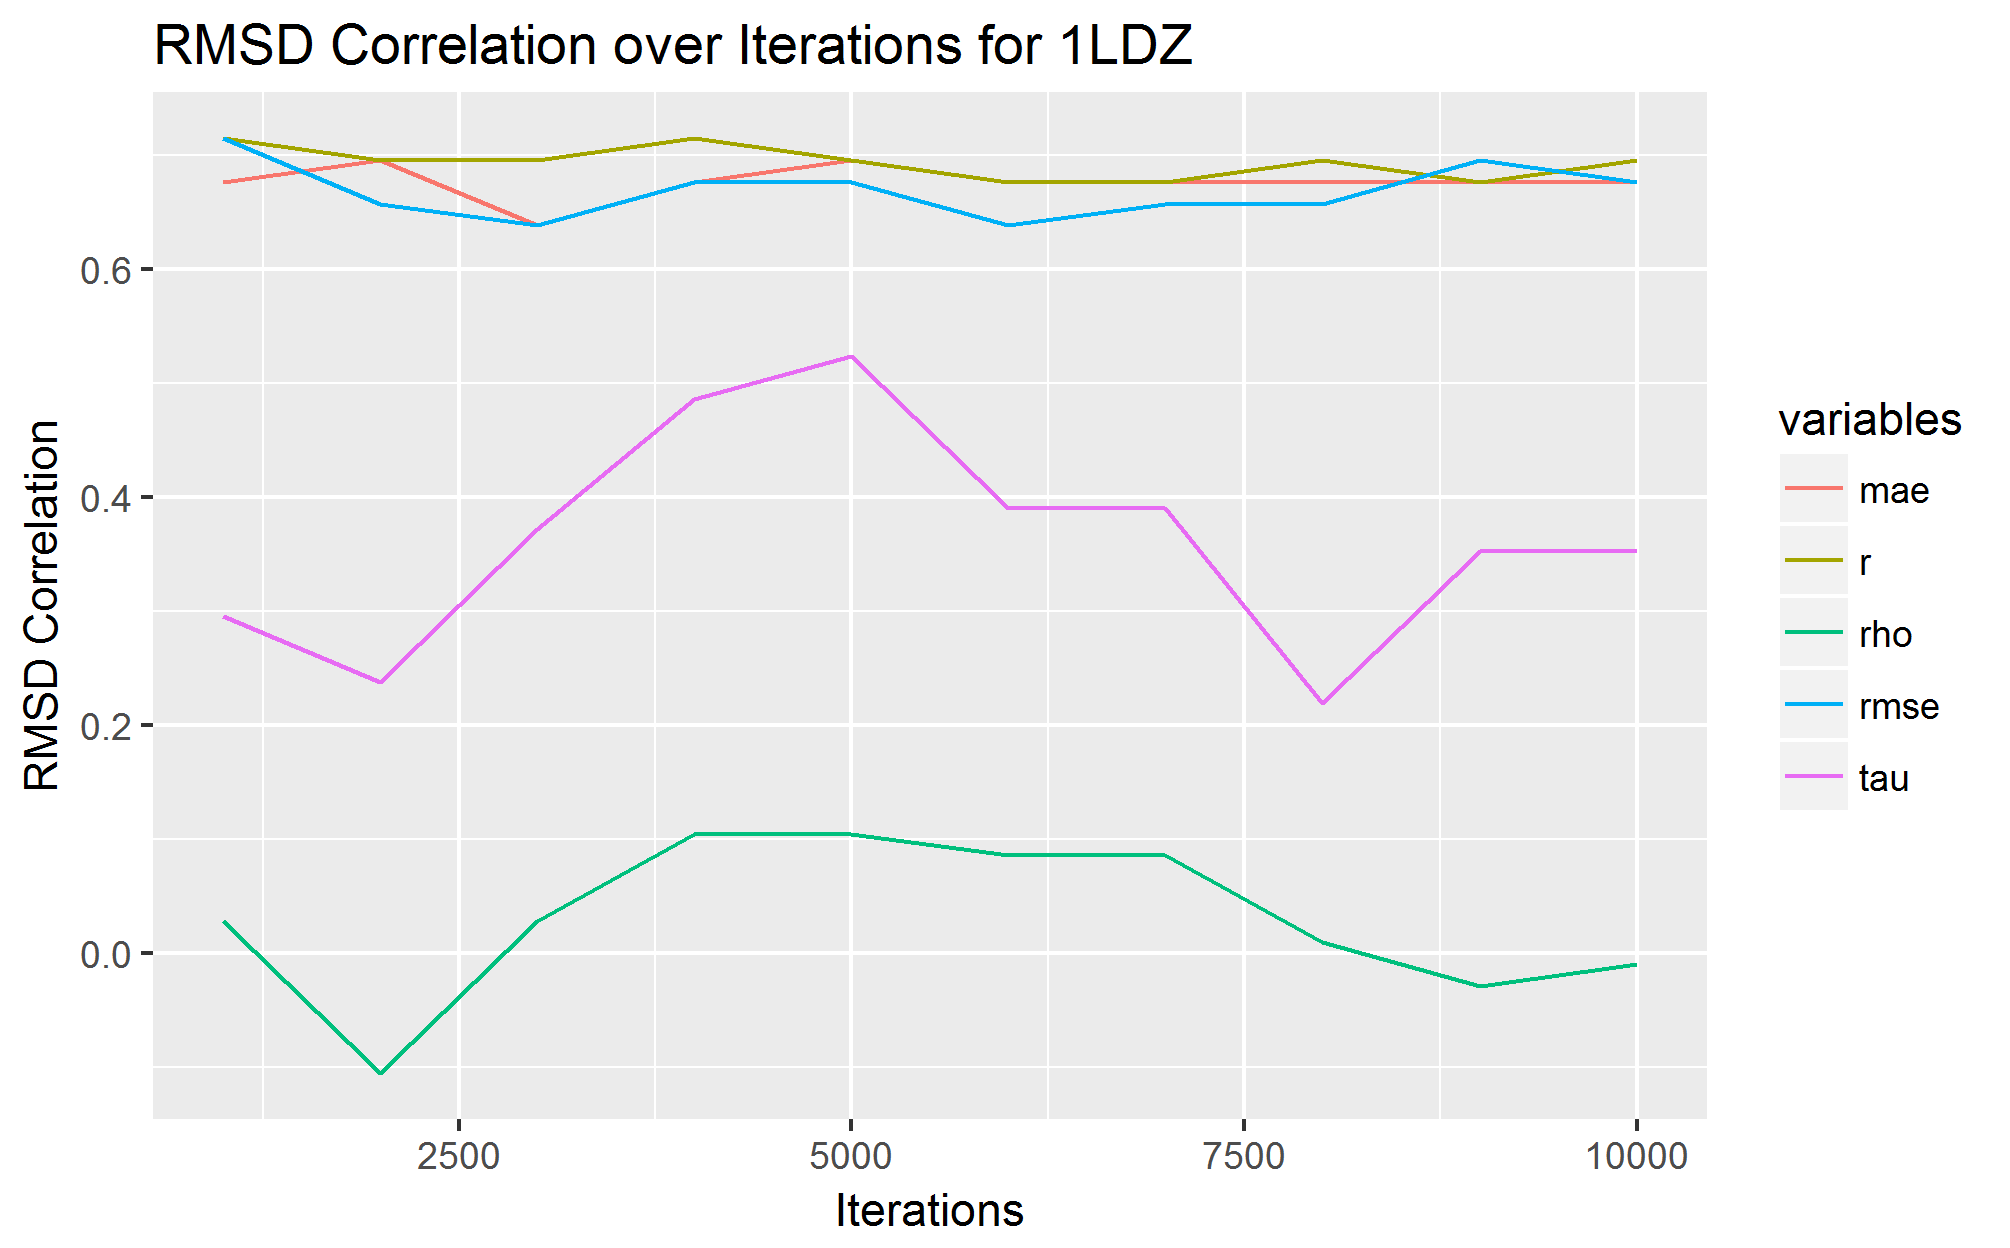 RMSD Correlation over Iterations for 1LDZ
RMSD Correlation
0.6
0.4
0.2
0.0
2500 5000 7500 10000
Iterations
variables
mae
r
rho
rmse
tau